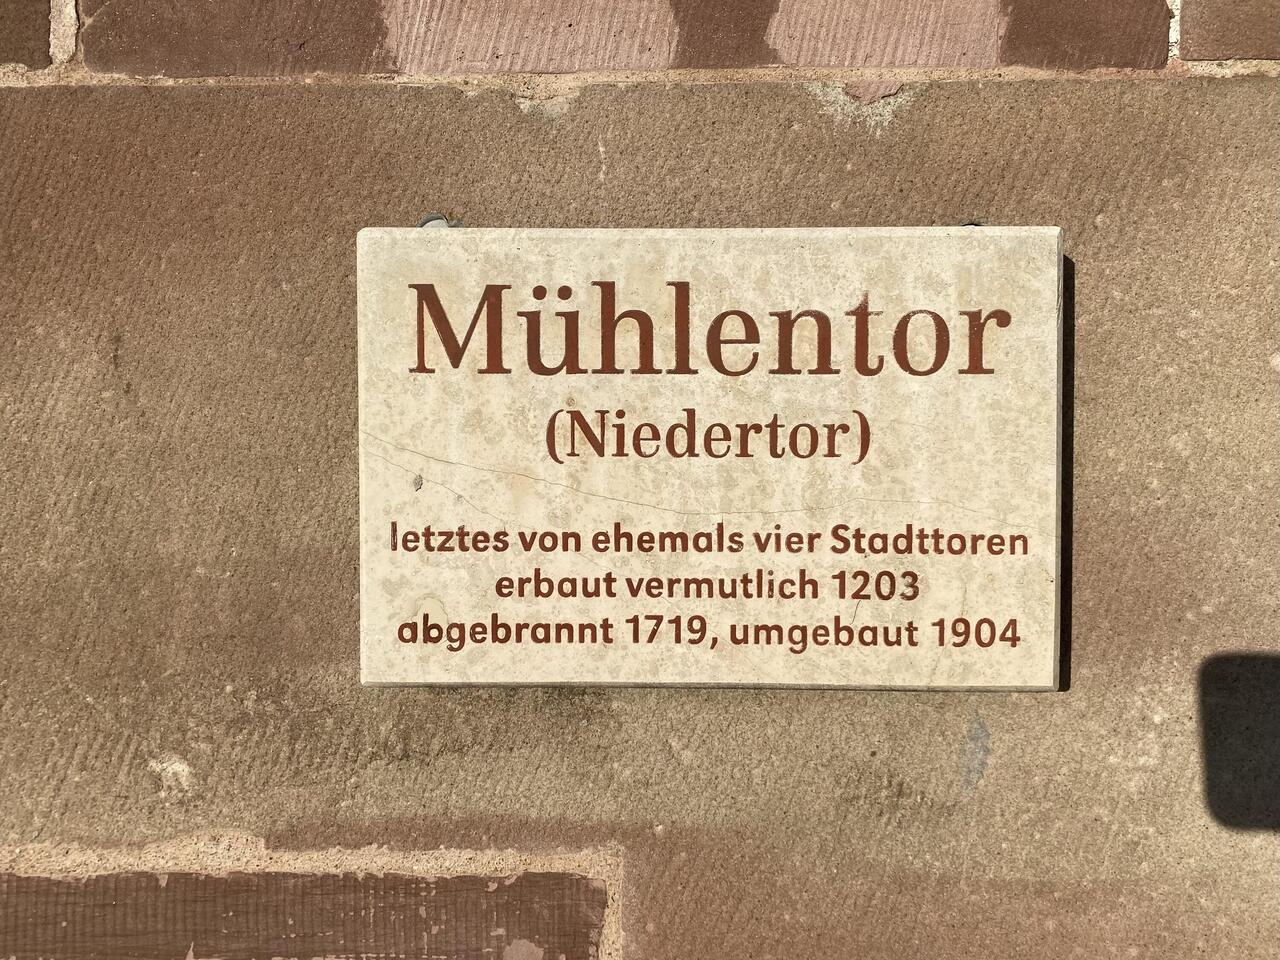 Mühlentor
(Niedertor)
letztes von ehemals vier Stadttoren
erbaut vermutlich 1203
abgebrannt 1719, umgebaut 1904